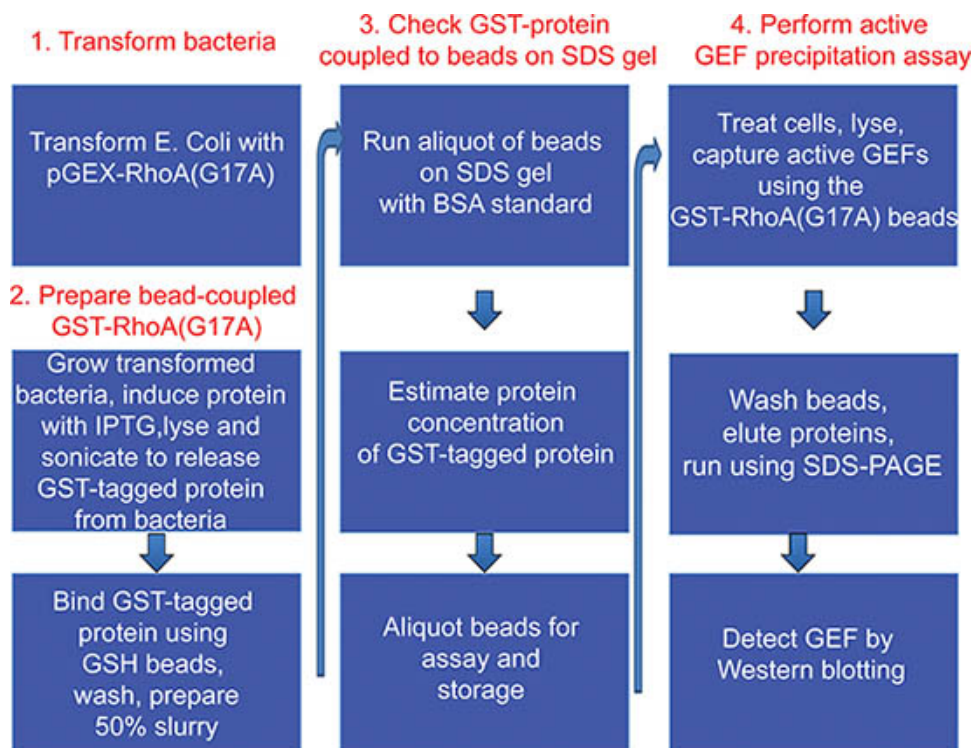 1. Transform bacteria
Transform E. Coli with
pGEX-RhoA(G17A)
2. Prepare bead-coupled
GST-RhoA(G17A)
Grow transformed
bacteria, induce protein
with IPTG,lyse and
sonicate to release
GST-tagged protein
from bacteria
Bind GST-tagged
protein using
GSH beads,
wash, prepare
50% slurry
3. Check GST-protein
coupled to beads on SDS gel
Run aliquot of beads
on SDS gel
with BSA standard
Estimate protein
concentration
of GST-tagged protein
Aliquot beads for
assay and
storage
4. Perform active
GEF precipitation assay
Treat cells, lyse,
capture active GEFs
using the
GST-RhoA(G17A) beads
Wash beads,
elute proteins,
run using SDS-PAGE
Detect GEF by
Western blotting